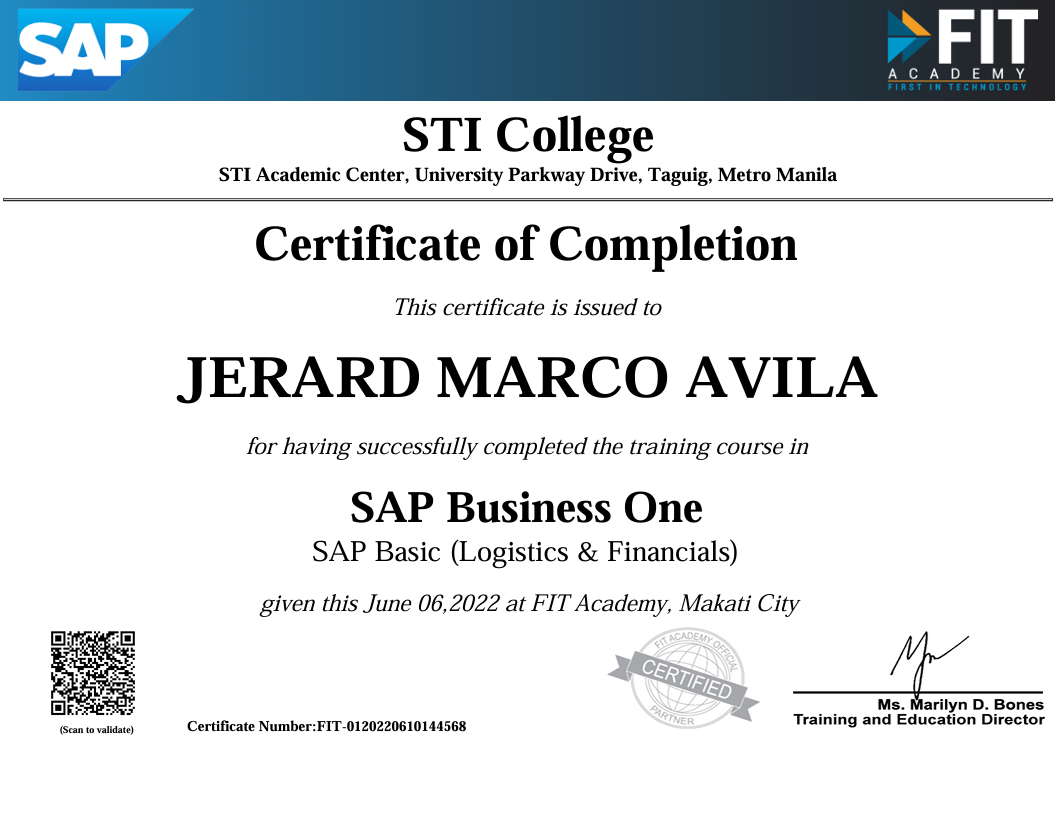 SAP
FIT
ACADEMY
FIRST IN TECHNOLOGY
STI College
STI Academic Center, University Parkway Drive, Taguig, Metro Manila
Certificate of Completion
This certificate is issued to
JERARD MARCO AVILA
for having successfully completed the training course in
SAP Business One
SAP Basic (Logistics & Financials)
given this June 06,2022 at FIT Academy, Makati City
(Scan to validate)
Certificate Number:FIT-0120220610144568
FIT ACADEMY OFFICIAL
CERTIFIED
PARTNER
Ms. Marilyn D. Bones
Training and Education Director